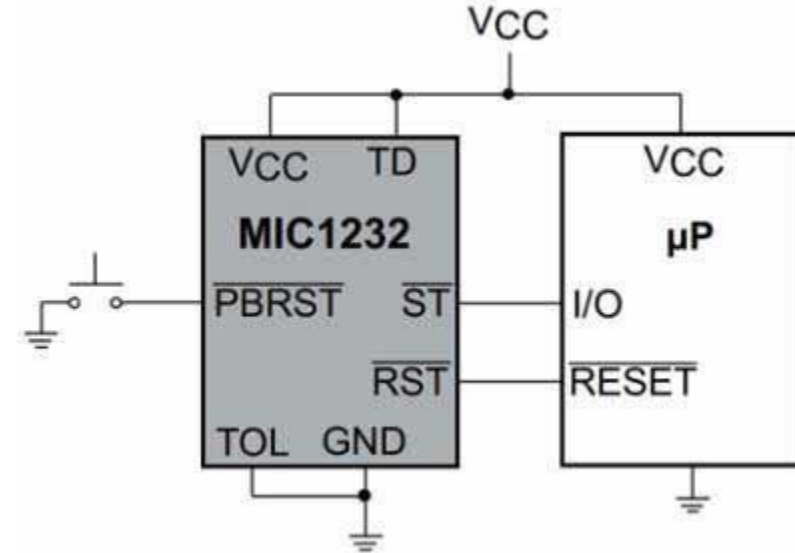 VCC
VCC TD
VCC
MIC1232
µP
PBRST ST
I/O
RST
RESET
TOL GND